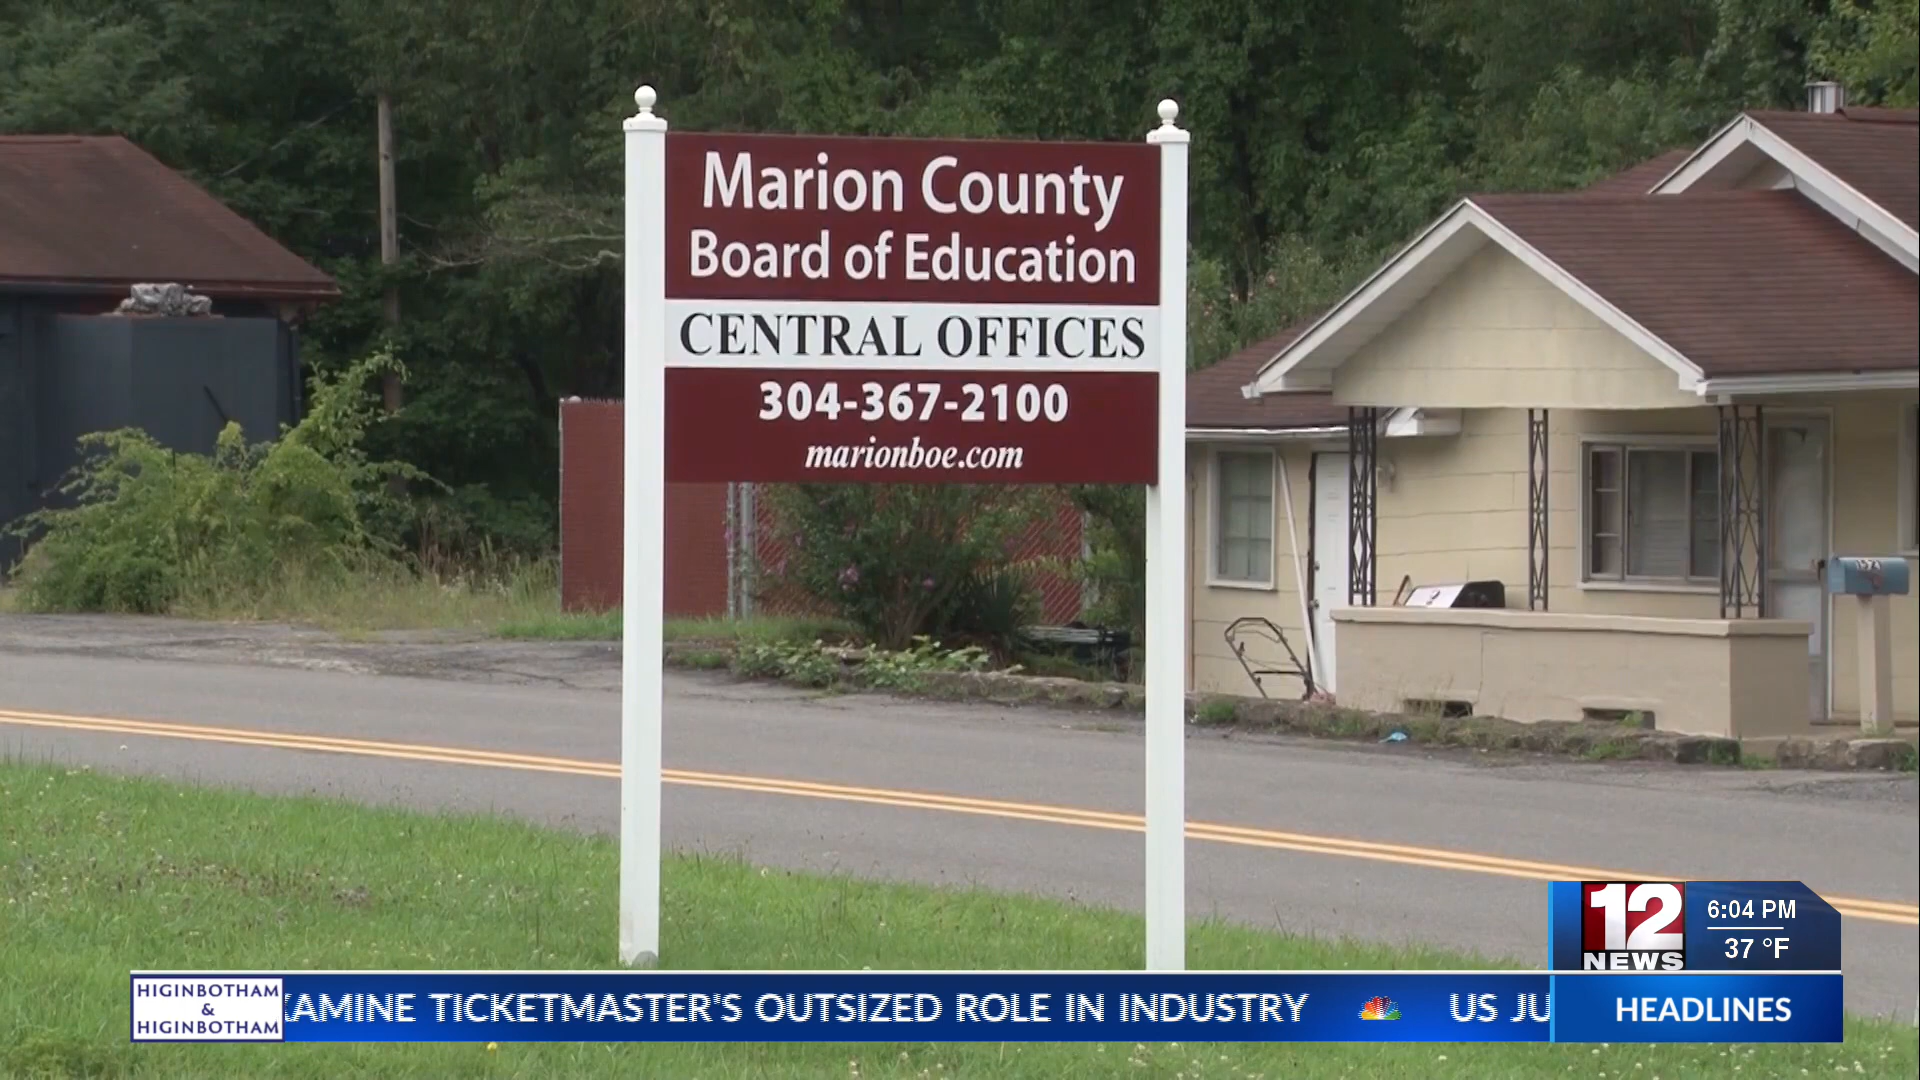 Marion County
Board of Education
CENTRAL OFFICES
304-367-2100
marionboe.com
12
NEWS
6:04 PM
37 °F
HIGINBOTHAM
&
HIGINBOTHAM
XAMINE TICKETMASTER'S OUTSIZED ROLE IN INDUSTRY US JU
HEADLINES